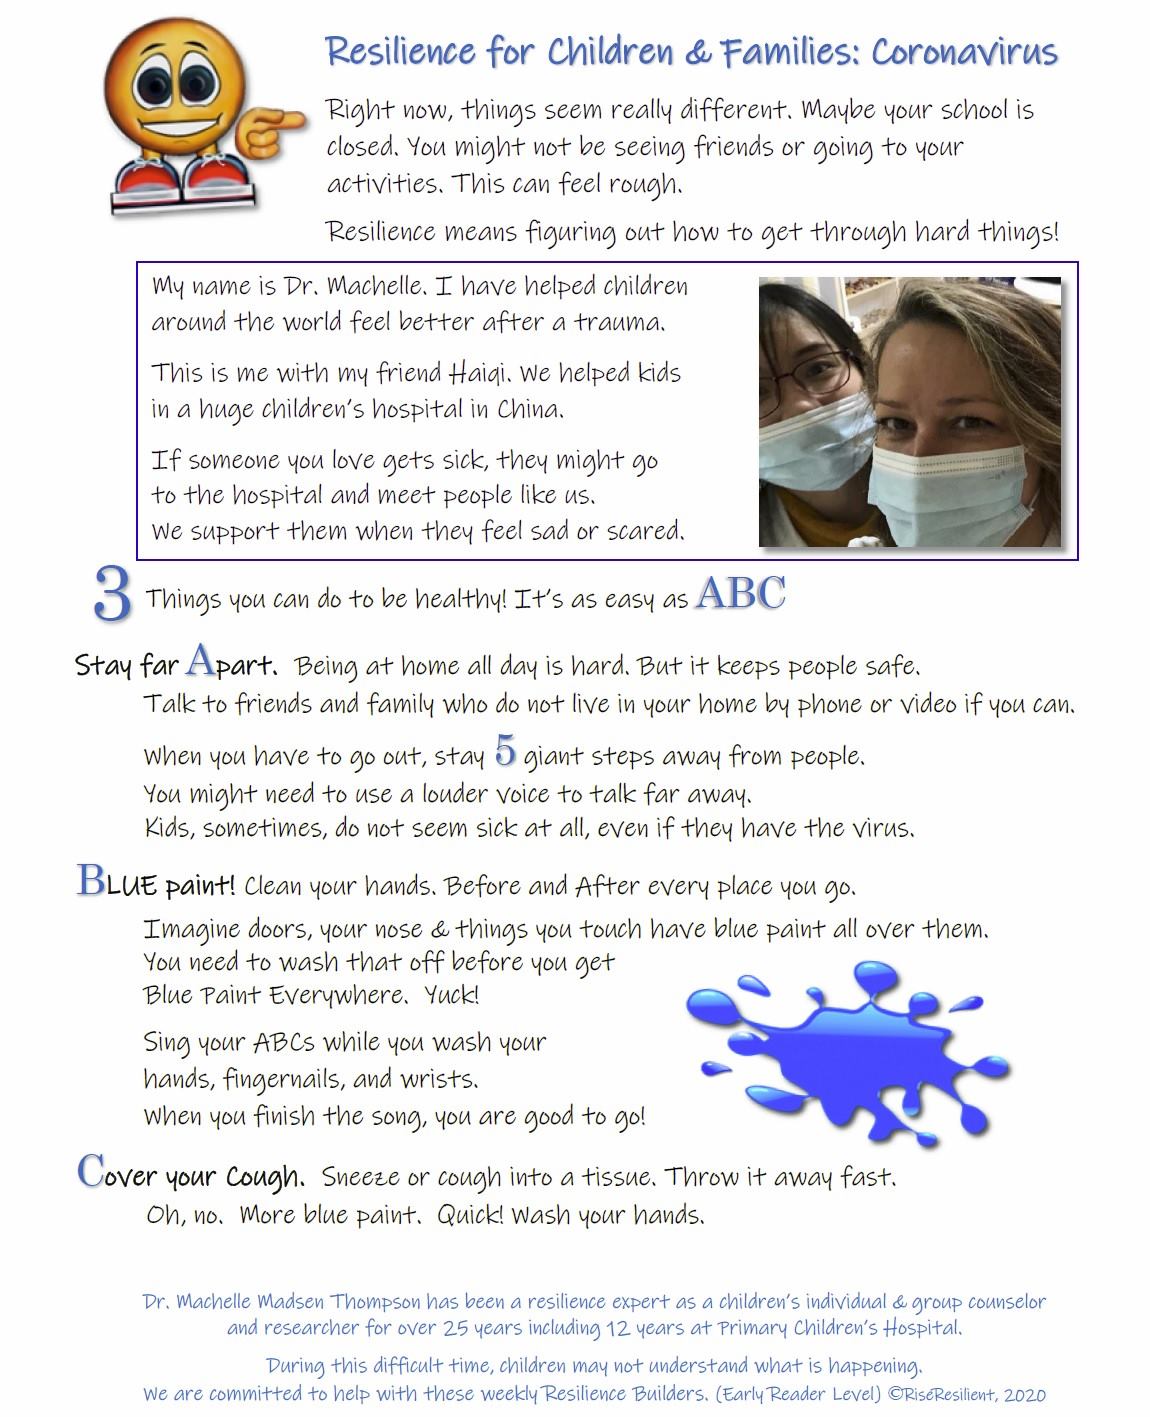 Resilience for Children & Families: Coronavirus
Right now, things seem really different. Maybe your school is
closed. You might not be seeing friends or going to your
activities. This can feel rough.
Resilience means figuring out how to get through hard things!
My name is Dr. Machelle. I have helped children
around the world feel better after a trauma.
This is me with my friend Haiqi. We helped kids
in a huge children's hospital in China.
If someone you love gets sick, they might go
to the hospital and meet people like us.
We support them when they feel sad or scared.
3 Things you can do to be healthy! It's as easy as ABC
Stay far Apart. Being at home all day is hard. But it keeps people safe.
Talk to friends and family who do not live in your home by phone or video if you can.
When you have to go out, stay 5 giant steps away from people.
You might need to use a louder voice to talk far away.
Kids, sometimes, do not seem sick at all, even if they have the virus.
BLUE paint! Clean your hands. Before and After every place you go.
Imagine doors, your nose & things you touch have blue paint all over them.
You need to wash that off before you get
Blue Paint Everywhere. Yuck!
Sing your ABCs while you wash your
hands, fingernails, and wrists.
When you finish the song, you are good to go!
Cover your Cough. Sneeze or cough into a tissue. Throw it away fast.
Oh, no. More blue paint. Quick! Wash your hands.
Dr. Machelle Madsen Thompson has been a resilience expert as a children's individual & group counselor
and researcher for over 25 years including 12 years at Primary Children's Hospital.
During this difficult time, children may not understand what is happening.
We are committed to help with these weekly Resilience Builders. (Early Reader Level) ©RiseResilient, 2020